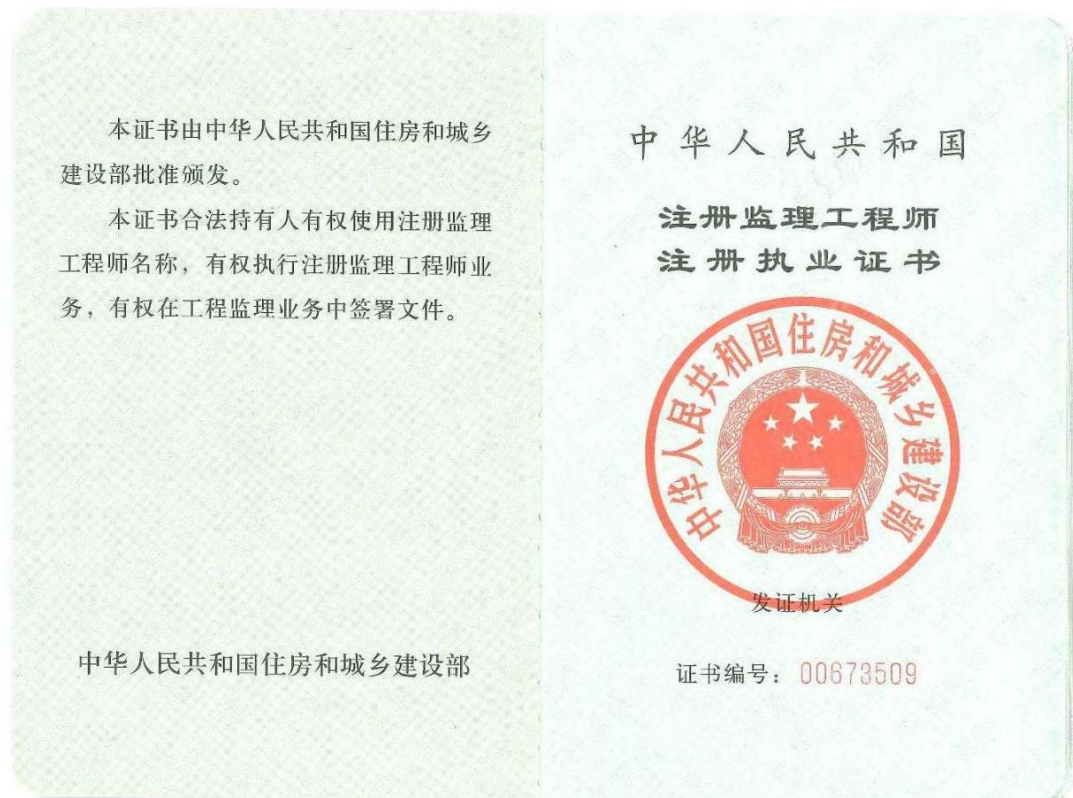 本证书由中华人民共和国住房和城乡
建设部批准颁发。
本证书合法持有人有权使用注册监理
工程师名称，有权执行注册监理工程师业
务，有权在工程监理业务中签署文件。
中华人民共和国住房和城乡建设部
中华人民共和国
注册监理工程师
注册执业证书
中华人民共和国住房和城乡建设部
发证机关
证书编号：00673509